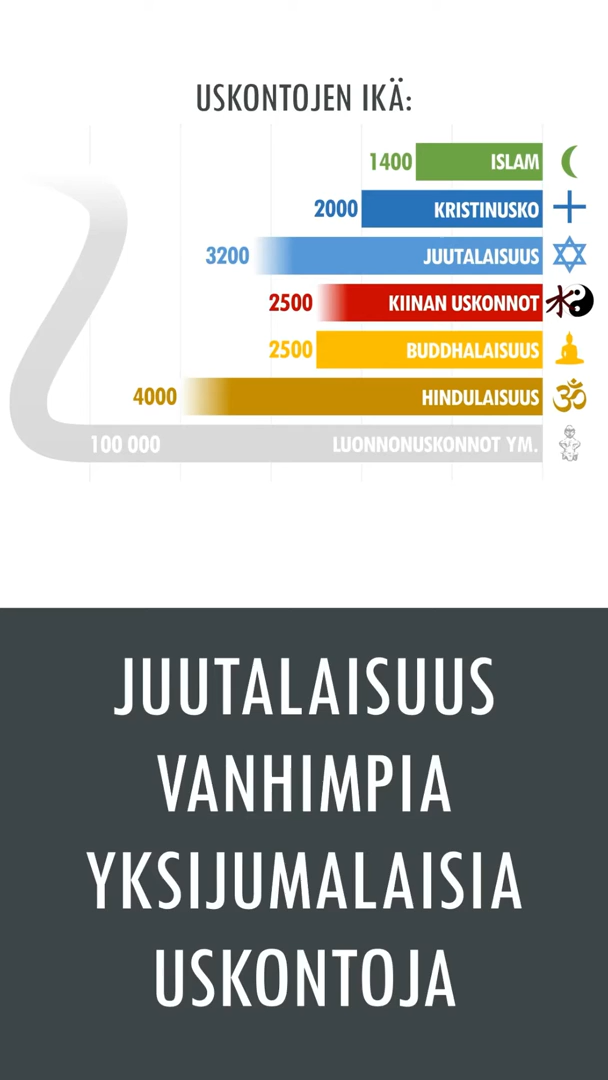 USKONTOJEN IKÄ:
1400 ISLAM
2000 KRISTINUSKO
3200 JUUTALAISUUS
2500 KIINAN USKONNOT
2500 BUDDHALAISUUS
4000 HINDULAISUUS
100 000 LUONNONUSKONNOT YM.
JUUTALAISUUS
VANHIMPIA
YKSIJUMALAISIA
USKONTOJA